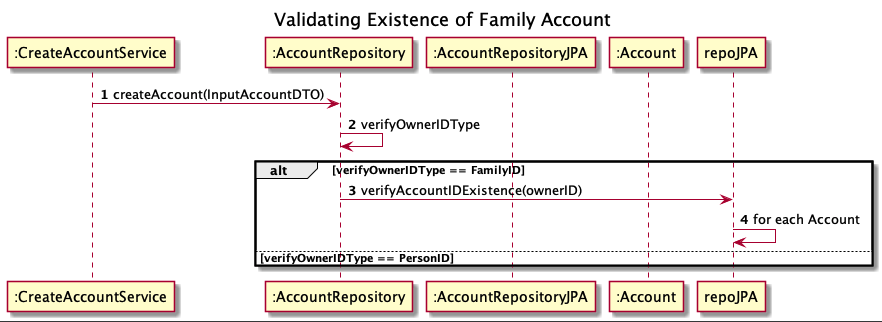 Validating Existence of Family Account
:CreateAccountService :AccountRepository :AccountRepositoryJPA :Account repoJPA
1 createAccount(InputAccountDTO)
2 verifyOwnerIDType
alt [verifyOwnerIDType == FamilyID]
3 verifyAccountIDExistence(ownerID)
4 for each Account
[verifyOwnerIDType == PersonID]
:CreateAccountService :AccountRepository :AccountRepositoryJPA :Account repoJPA